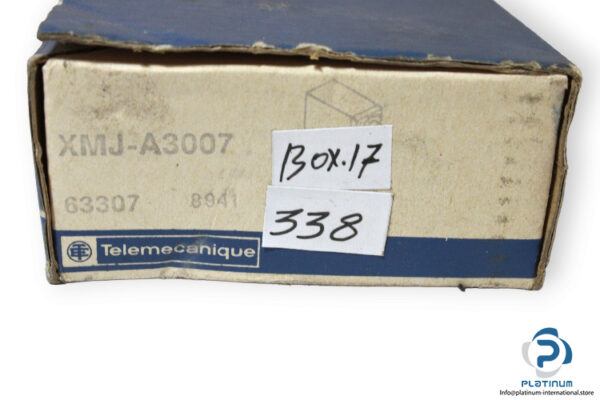 XMJ-A3007
BOX.17
63307 8941
338
Telemecanique
PLATINUM
Info@platinum-international.store